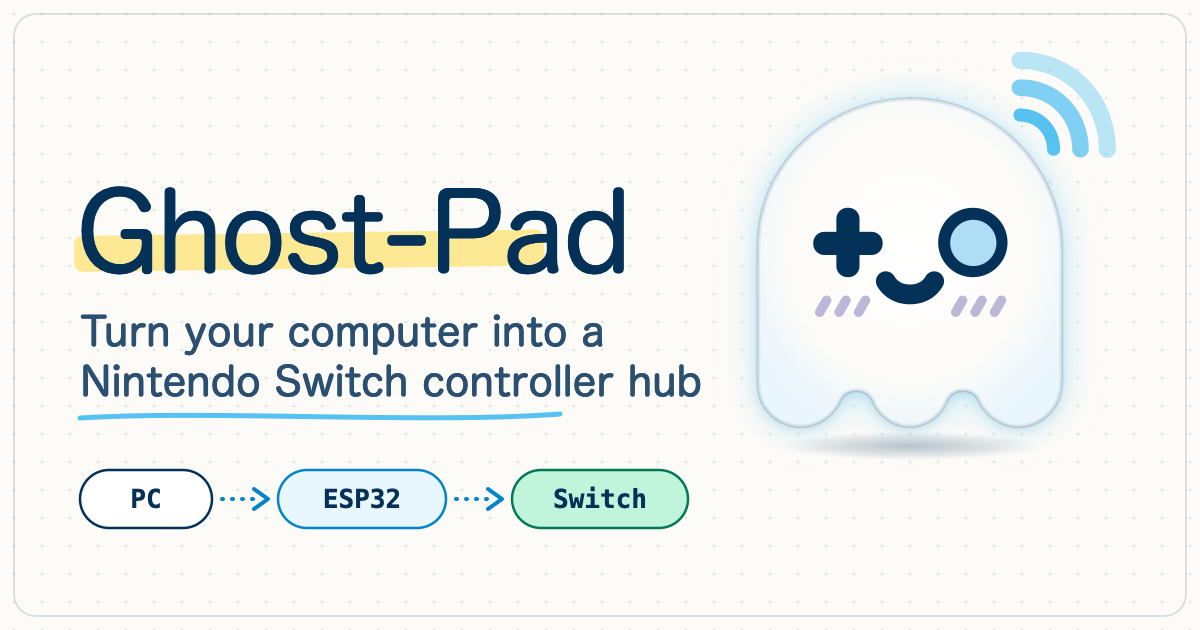 Ghost-Pad
Turn your computer into a
Nintendo Switch controller hub
PC
ESP32
Switch